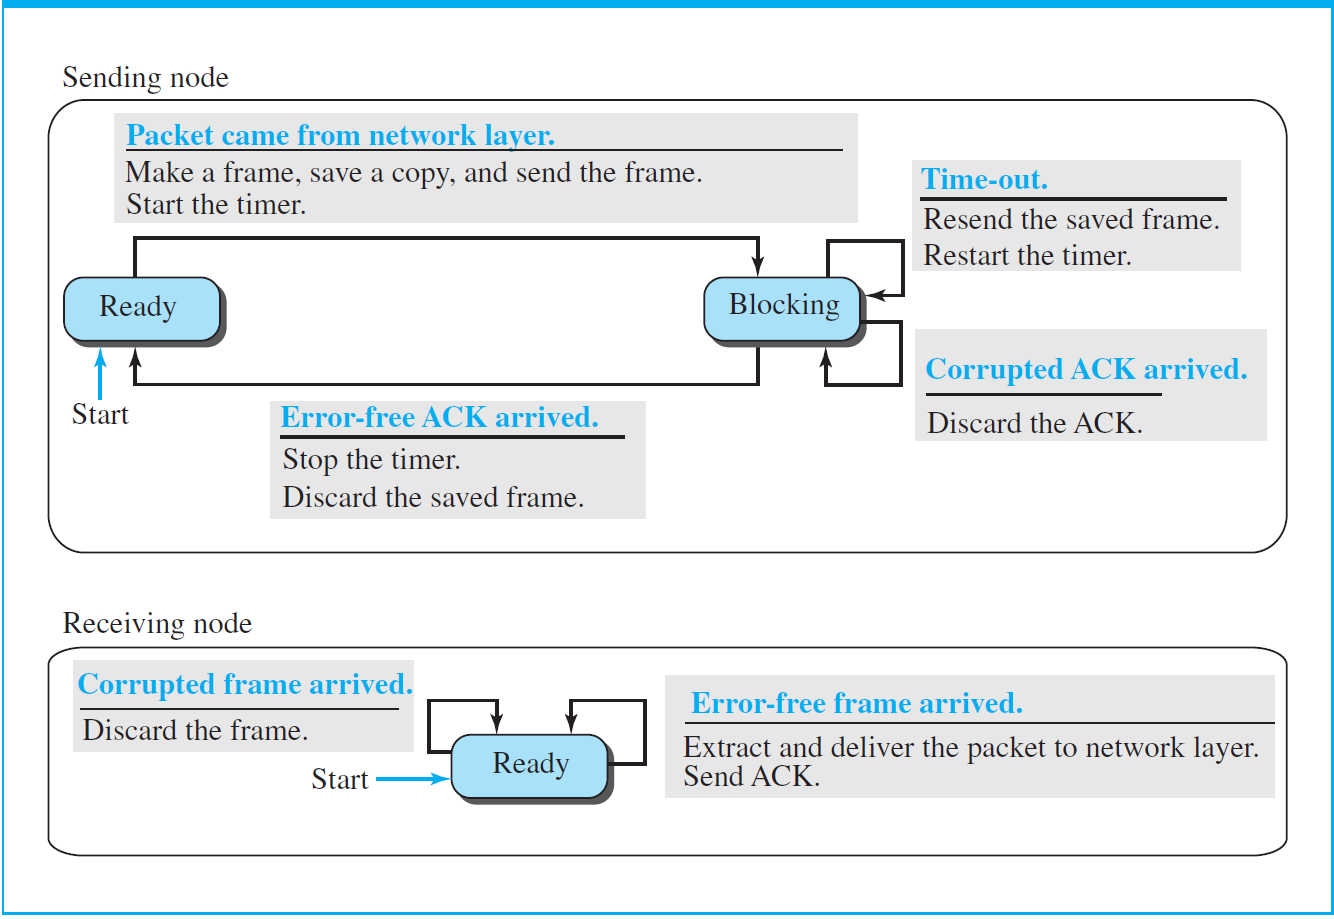 Sending node
Packet came from network layer.
Make a frame, save a copy, and send the frame.
Start the timer.
Time-out.
Resend the saved frame.
Restart the timer.
Ready
Blocking
Start
Corrupted ACK arrived.
Discard the ACK.
Error-free ACK arrived.
Stop the timer.
Discard the saved frame.
Receiving node
Corrupted frame arrived.
Discard the frame.
Start
Ready
Error-free frame arrived.
Extract and deliver the packet to network layer.
Send ACK.